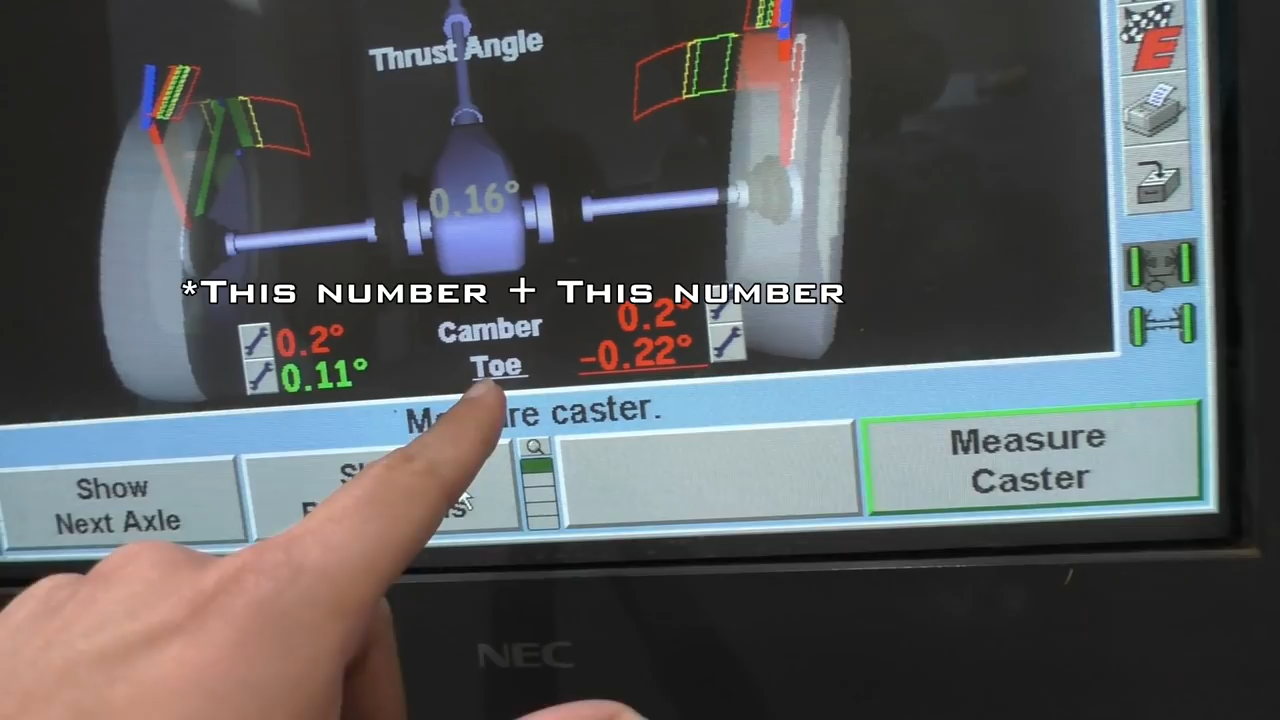 Thrust Angle
0.16°
*This number + This number
0.2° Camber 0.2°
0.11° Toe -0.22°
caster.
Show
Next Axle
Measure
Caster
NEC
E